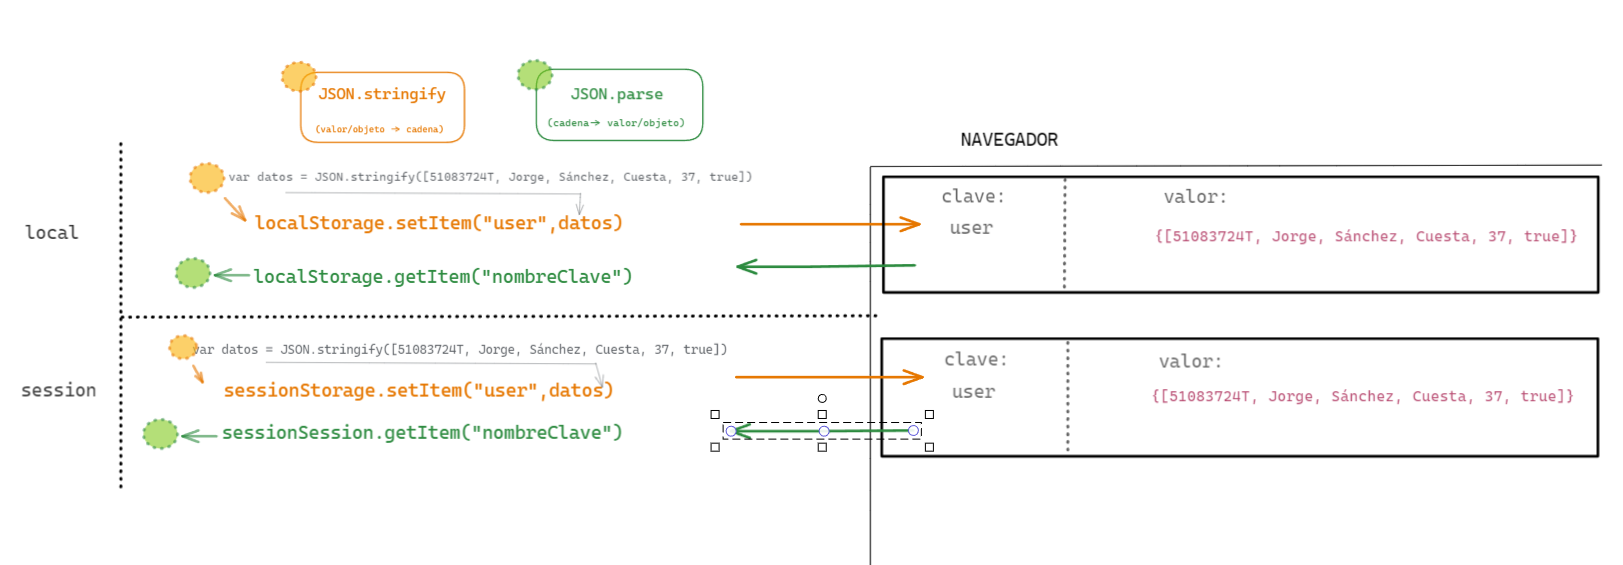 JSON.stringify
(valor/objeto → cadena)
JSON.parse
(cadena→ valor/objeto)
NAVEGADOR
var datos = JSON.stringify([51083724T, Jorge, Sánchez, Cuesta, 37, true])
local
localStorage.setItem("user",datos)
localStorage.getItem("nombreClave")
clave:
user
valor:
{[51083724T, Jorge, Sánchez, Cuesta, 37, true]}
var datos = JSON.stringify([51083724T, Jorge, Sánchez, Cuesta, 37, true])
session
sessionStorage.setItem("user",datos)
sessionSession.getItem("nombreClave")
clave:
user
valor:
{[51083724T, Jorge, Sánchez, Cuesta, 37, true]}